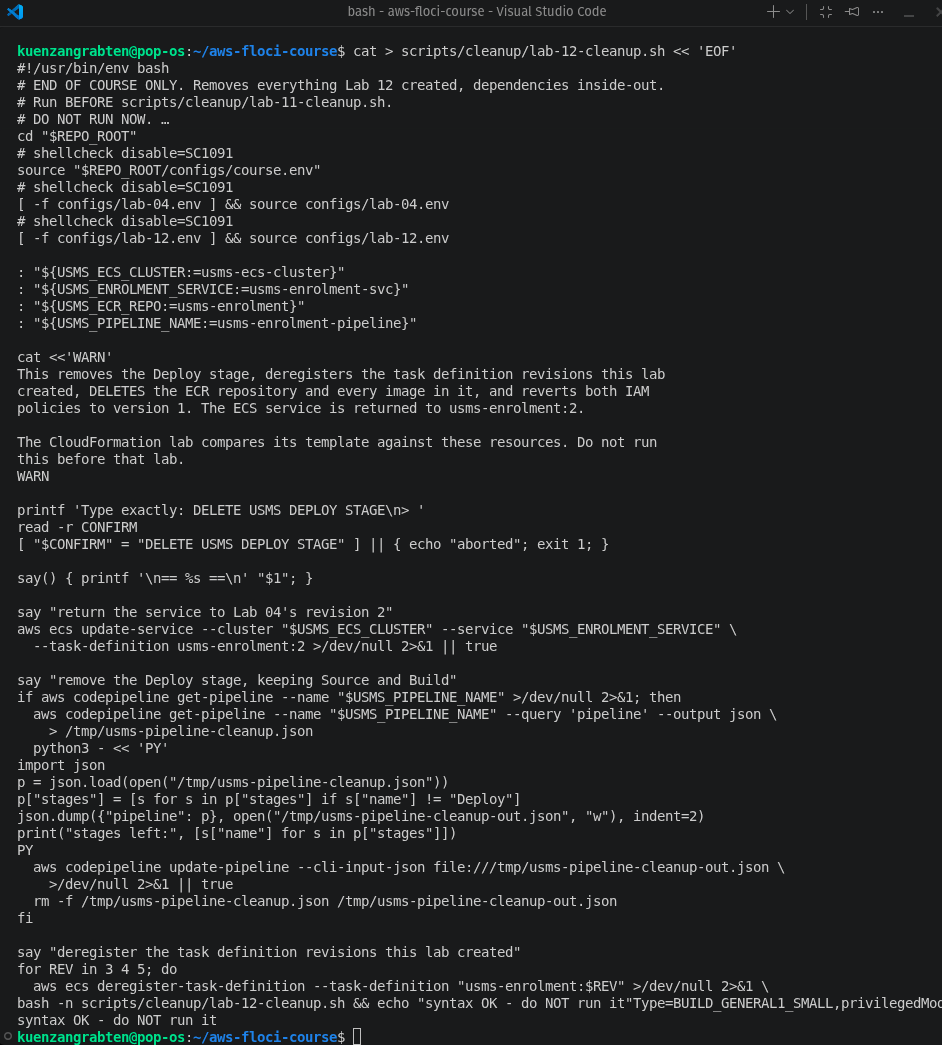 bash - aws-floci-course - Visual Studio Code
kuenzangrabten@pop-os:~/aws-floci-course$ cat > scripts/cleanup/lab-12-cleanup.sh << 'EOF'
#!/usr/bin/env bash
# END OF COURSE ONLY. Removes everything Lab 12 created, dependencies inside-out.
# Run BEFORE scripts/cleanup/lab-11-cleanup.sh.
# DO NOT RUN NOW. …
cd "$REPO_ROOT"
# shellcheck disable=SC1091
source "$REPO_ROOT/configs/course.env"
# shellcheck disable=SC1091
[ -f configs/lab-04.env ] && source configs/lab-04.env
# shellcheck disable=SC1091
[ -f configs/lab-12.env ] && source configs/lab-12.env

: "${USMS_ECS_CLUSTER:=usms-ecs-cluster}"
: "${USMS_ENROLMENT_SERVICE:=usms-enrolment-svc}"
: "${USMS_ECR_REPO:=usms-enrolment}"
: "${USMS_PIPELINE_NAME:=usms-enrolment-pipeline}"

cat <<'WARN'
This removes the Deploy stage, deregisters the task definition revisions this lab
created, DELETES the ECR repository and every image in it, and reverts both IAM
policies to version 1. The ECS service is returned to usms-enrolment:2.

The CloudFormation lab compares its template against these resources. Do not run
this before that lab.
WARN

printf 'Type exactly: DELETE USMS DEPLOY STAGE\n> '
read -r CONFIRM
[ "$CONFIRM" = "DELETE USMS DEPLOY STAGE" ] || { echo "aborted"; exit 1; }

say() { printf '\n== %s ==\n' "$1"; }

say "return the service to Lab 04's revision 2"
aws ecs update-service --cluster "$USMS_ECS_CLUSTER" --service "$USMS_ENROLMENT_SERVICE" \
  --task-definition usms-enrolment:2 >/dev/null 2>&1 || true

say "remove the Deploy stage, keeping Source and Build"
if aws codepipeline get-pipeline --name "$USMS_PIPELINE_NAME" >/dev/null 2>&1; then
  aws codepipeline get-pipeline --name "$USMS_PIPELINE_NAME" --query 'pipeline' --output json \
    > /tmp/usms-pipeline-cleanup.json
  python3 - << 'PY'
import json
p = json.load(open("/tmp/usms-pipeline-cleanup.json"))
p["stages"] = [s for s in p["stages"] if s["name"] != "Deploy"]
json.dump({"pipeline": p}, open("/tmp/usms-pipeline-cleanup-out.json", "w"), indent=2)
print("stages left:", [s["name"] for s in p["stages"]])
PY
  aws codepipeline update-pipeline --cli-input-json file:///tmp/usms-pipeline-cleanup-out.json \
    >/dev/null 2>&1 || true
  rm -f /tmp/usms-pipeline-cleanup.json /tmp/usms-pipeline-cleanup-out.json
fi

say "deregister the task definition revisions this lab created"
for REV in 3 4 5; do
  aws ecs deregister-task-definition --task-definition "usms-enrolment:$REV" >/dev/null 2>&1 \
bash -n scripts/cleanup/lab-12-cleanup.sh && echo "syntax OK - do NOT run it"Type=BUILD_GENERAL1_SMALL,privilegedMod
syntax OK - do NOT run it
kuenzangrabten@pop-os:~/aws-floci-course$